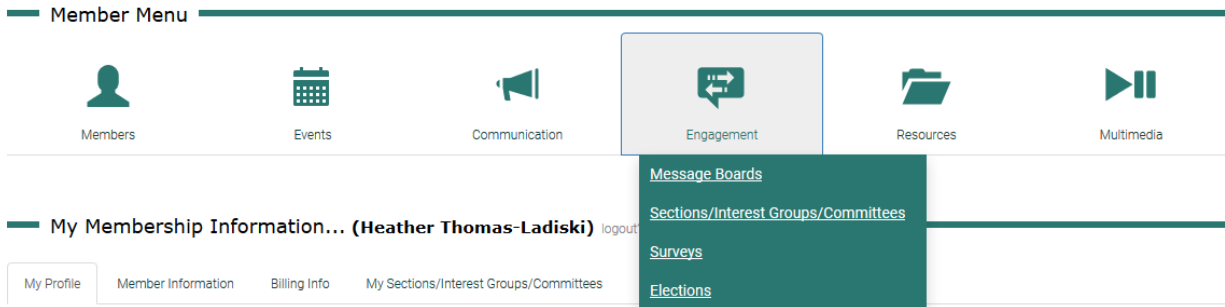 Member Menu
Members Events Communication Engagement Resources Multimedia
Message Boards
Sections/Interest Groups/Committees
Surveys
Elections
My Membership Information... (Heather Thomas-Ladiski) logout
My Profile Member Information Billing Info My Sections/Interest Groups/Committees